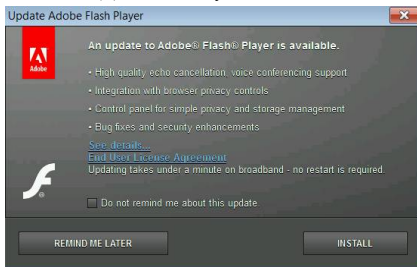 Update Adobe Flash Player
Adobe
An update to Adobe® Flash® Player is available.
• High quality echo cancellation, voice conferencing support
• Integration with browser privacy controls
• Control panel for simple privacy and storage management
• Bug fixes and security enhancements
See details...
End User License Agreement
Updating takes under a minute on broadband - no restart is required.
Do not remind me about this update.
REMIND ME LATER
INSTALL